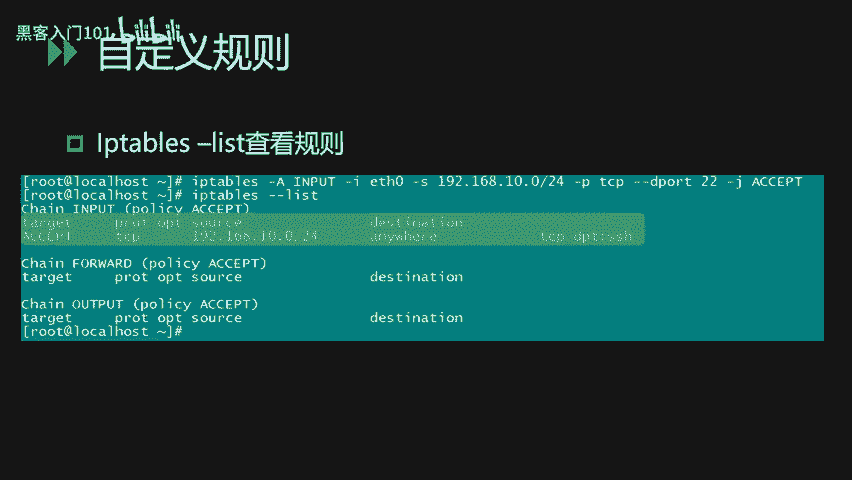 黑客入门101 bilibili
自定义规则
Iptables –list查看规则
[root@localhost ~]# iptables -A INPUT -i eth0 -s 192.168.10.0/24 -p tcp --dport 22 -j ACCEPT
[root@localhost ~]# iptables --list
Chain INPUT (policy ACCEPT)
target prot opt source destination
ACCEPT tcp -- 192.168.10.0/24 anywhere tcp dpt:ssh
Chain FORWARD (policy ACCEPT)
target prot opt source destination
Chain OUTPUT (policy ACCEPT)
target prot opt source destination
[root@localhost ~]#